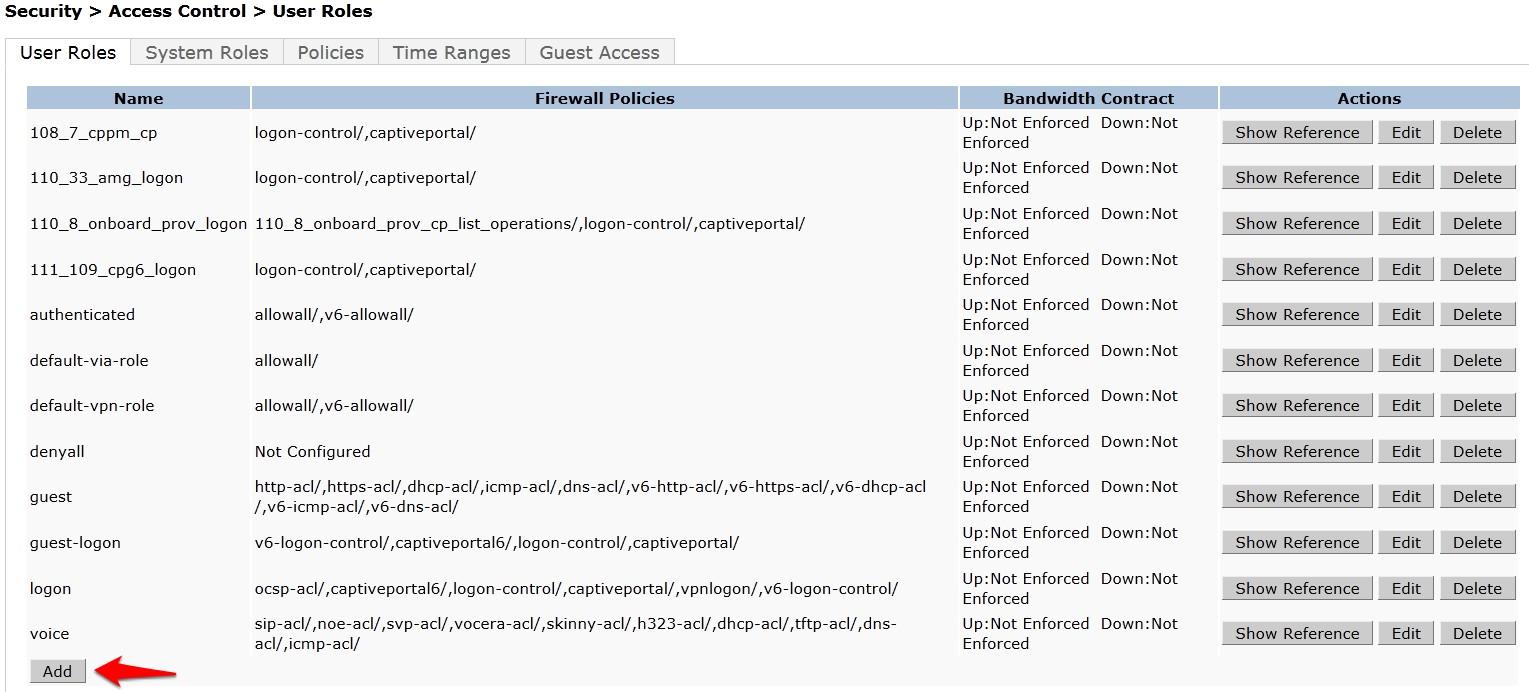 Security > Access Control > User Roles
User Roles System Roles Policies Time Ranges Guest Access
Name Firewall Policies Bandwidth Contract Actions
108_7_cppm_cp logon-control/,captiveportal/ Up:Not Enforced Down:Not
Enforced Show Reference Edit Delete
110_33_amg_logon logon-control/,captiveportal/ Up:Not Enforced Down:Not
Enforced Show Reference Edit Delete
110_8_onboard_prov_logon 110_8_onboard_prov_cp_list_operations/,logon-control/,captiveportal/ Up:Not Enforced Down:Not
Enforced Show Reference Edit Delete
111_109_cpg6_logon logon-control/,captiveportal/ Up:Not Enforced Down:Not
Enforced Show Reference Edit Delete
authenticated allowall/,v6-allowall/ Up:Not Enforced Down:Not
Enforced Show Reference Edit Delete
default-via-role allowall/ Up:Not Enforced Down:Not
Enforced Show Reference Edit Delete
default-vpn-role allowall/,v6-allowall/ Up:Not Enforced Down:Not
Enforced Show Reference Edit Delete
denyall Not Configured Up:Not Enforced Down:Not
Enforced Show Reference Edit Delete
guest http-acl/,https-acl/,dhcp-acl/,icmp-acl/,dns-acl/,v6-http-acl/,v6-https-acl/,v6-dhcp-acl Up:Not Enforced Down:Not
/,v6-icmp-acl/,v6-dns-acl/ Enforced Show Reference Edit Delete
guest-logon v6-logon-control/,captiveportal6/,logon-control/,captiveportal/ Up:Not Enforced Down:Not
Enforced Show Reference Edit Delete
logon ocsp-acl/,captiveportal6/,logon-control/,captiveportal/,vpnlogon/,v6-logon-control/ Up:Not Enforced Down:Not
Enforced Show Reference Edit Delete
voice sip-acl/,noe-acl/,svp-acl/,vocera-acl/,skinny-acl/,h323-acl/,dhcp-acl/,tftp-acl/,dns- Up:Not Enforced Down:Not
acl/,icmp-acl/ Enforced Show Reference Edit Delete
Add